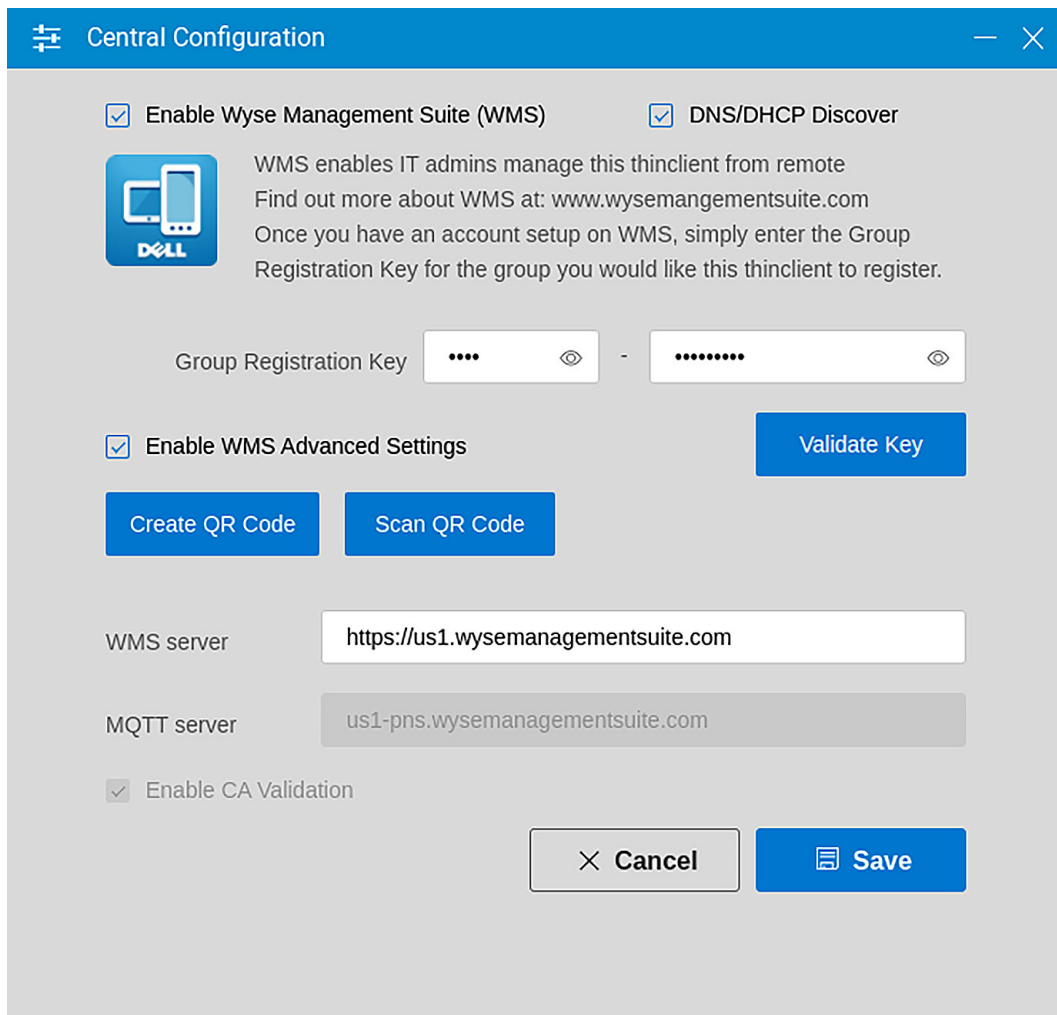 Central Configuration
Enable Wyse Management Suite (WMS)
DNS/DHCP Discover
WMS enables IT admins manage this thinclient from remote
Find out more about WMS at: www.wysemangementsuite.com
Once you have an account setup on WMS, simply enter the Group
Registration Key for the group you would like this thinclient to register.
DELL
Group Registration Key •••• - •••••••••
Enable WMS Advanced Settings
Validate Key
Create QR Code
Scan QR Code
WMS server https://us1.wysemanagementsuite.com
MQTT server us1-pns.wysemanagementsuite.com
Enable CA Validation
Cancel
Save